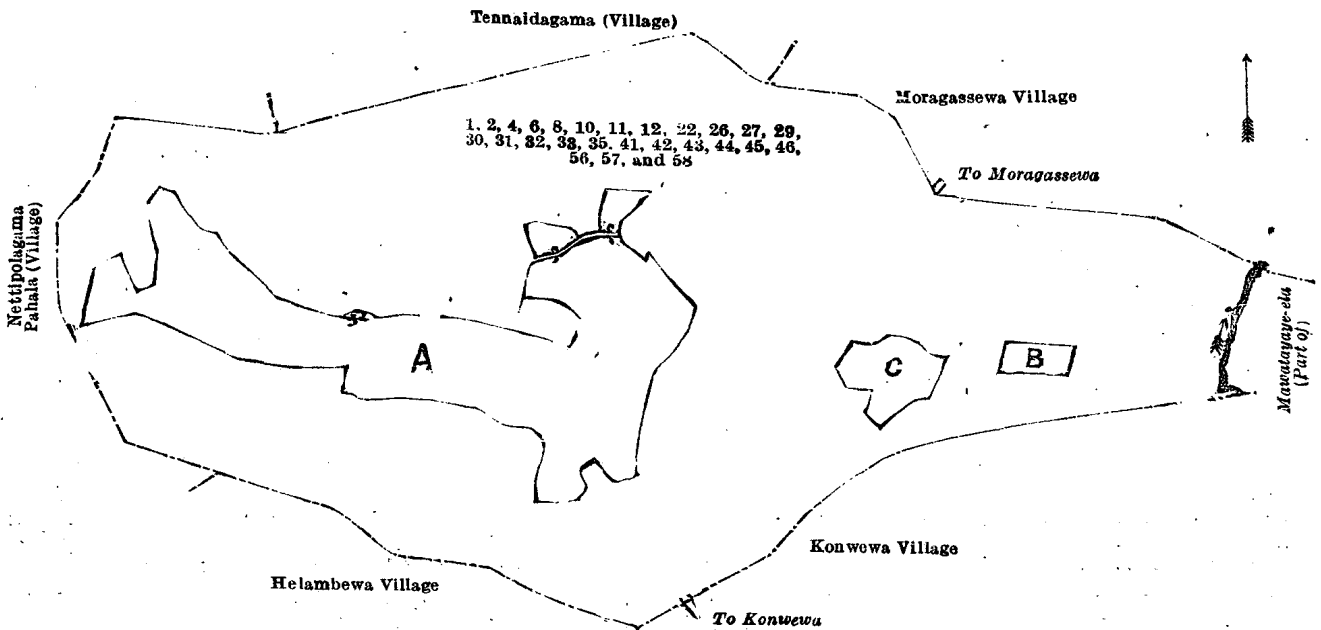 Tennaidagama (Village)
Moragassewa Village
1, 2, 4, 6, 8, 10, 11, 12, 22, 26, 27, 29,
30, 31, 32, 33, 35. 41, 42, 43, 44, 45, 46,
56, 57, and 58
To Moragassewa
Nettipolagama
Pahala (Village)
A
C
B
Mawatayaye-ela
(Part of)
Konwewa Village
Helambewa Village
To Konwewa